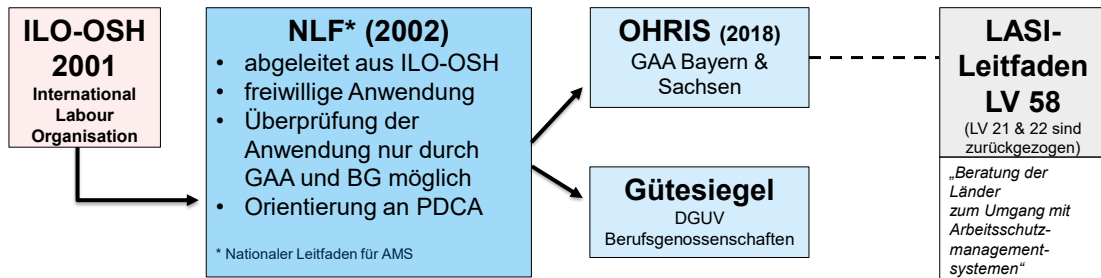 ILO-OSH
2001
International
Labour
Organisation
NLF* (2002)
• abgeleitet aus ILO-OSH
• freiwillige Anwendung
• Überprüfung der
Anwendung nur durch
GAA und BG möglich
• Orientierung an PDCA
* Nationaler Leitfaden für AMS
OHRIS (2018)
GAA Bayern &
Sachsen
Gütesiegel
DGUV
Berufsgenossenschaften
LASI-
Leitfaden
LV 58
(LV 21 & 22 sind
zurückgezogen)
„Beratung der
Länder
zum Umgang mit
Arbeitsschutz-
management-
systemen“